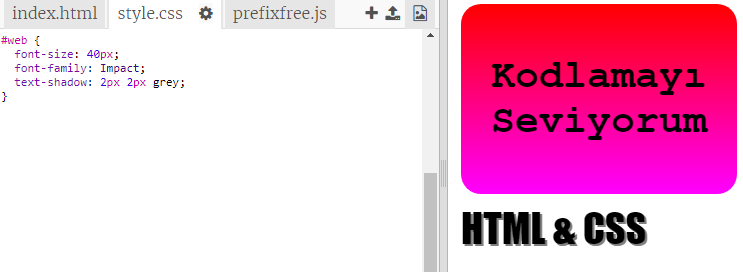 index.html style.css prefixfree.js
#web {
font-size: 40px;
font-family: Impact;
text-shadow: 2px 2px grey;
}
Kodlamayı
Seviyorum
HTML & CSS